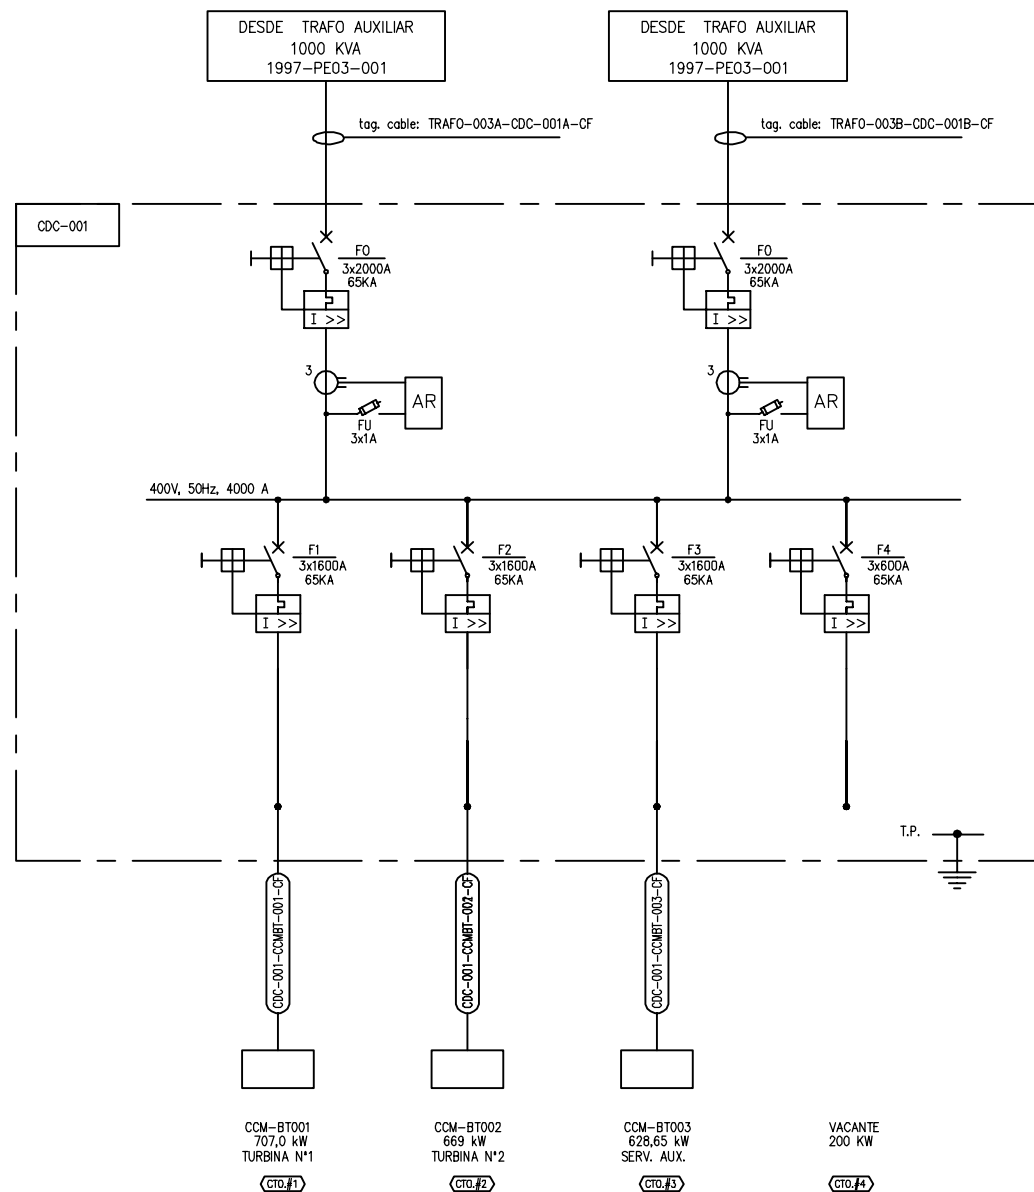 DESDE TRAFO AUXILIAR
1000 KVA
1997-PE03-001
DESDE TRAFO AUXILIAR
1000 KVA
1997-PE03-001
tag. cable: TRAFO-003A-CDC-001A-CF
tag. cable: TRAFO-003B-CDC-001B-CF
CDC-001
F0
3x2000A
65KA
I >>
F0
3x2000A
65KA
I >>
3
AR
FU
3x1A
3
AR
FU
3x1A
400V, 50Hz, 4000 A
F1
3x1600A
65KA
I >>
F2
3x1600A
65KA
I >>
F3
3x1600A
65KA
I >>
F4
3x600A
65KA
I >>
T.P.
CDC-001-CCMBT-001-CF
CDC-001-CCMBT-002-CF
CDC-001-CCMBT-003-CF
CCM-BT001
707,0 kW
TURBINA N°1
CTO.#1
CCM-BT002
669 kW
TURBINA N°2
CTO.#2
CCM-BT003
628,65 kW
SERV. AUX.
CTO.#3
VACANTE
200 KW
CTO.#4